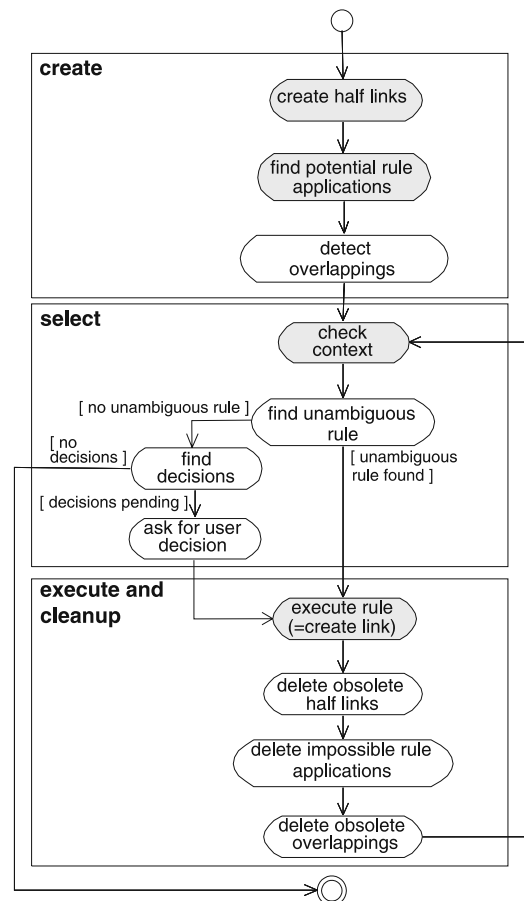 create
create half links
find potential rule
applications
detect
overlappings
select
check
context
[ no unambiguous rule ]
find unambiguous
rule
[ no
decisions ]
find
decisions
[ unambiguous
rule found ]
[ decisions pending ]
ask for user
decision
execute and
cleanup
execute rule
(=create link)
delete obsolete
half links
delete impossible rule
applications
delete obsolete
overlappings